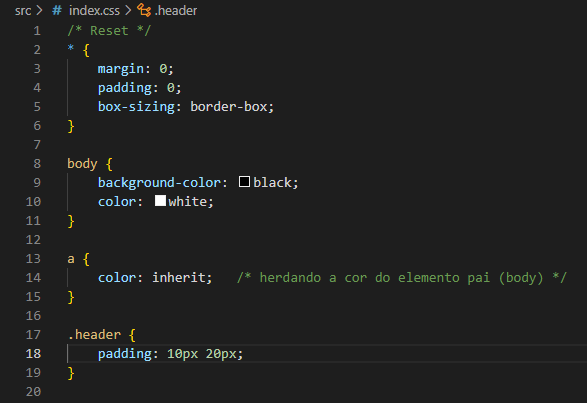 src > # index.css > .header
1 /* Reset */
2 * {
3     margin: 0;
4     padding: 0;
5     box-sizing: border-box;
6 }
7
8 body {
9     background-color: black;
10     color: white;
11 }
12
13 a {
14     color: inherit;   /* herdando a cor do elemento pai (body) */
15 }
16
17 .header {
18     padding: 10px 20px;
19 }
20